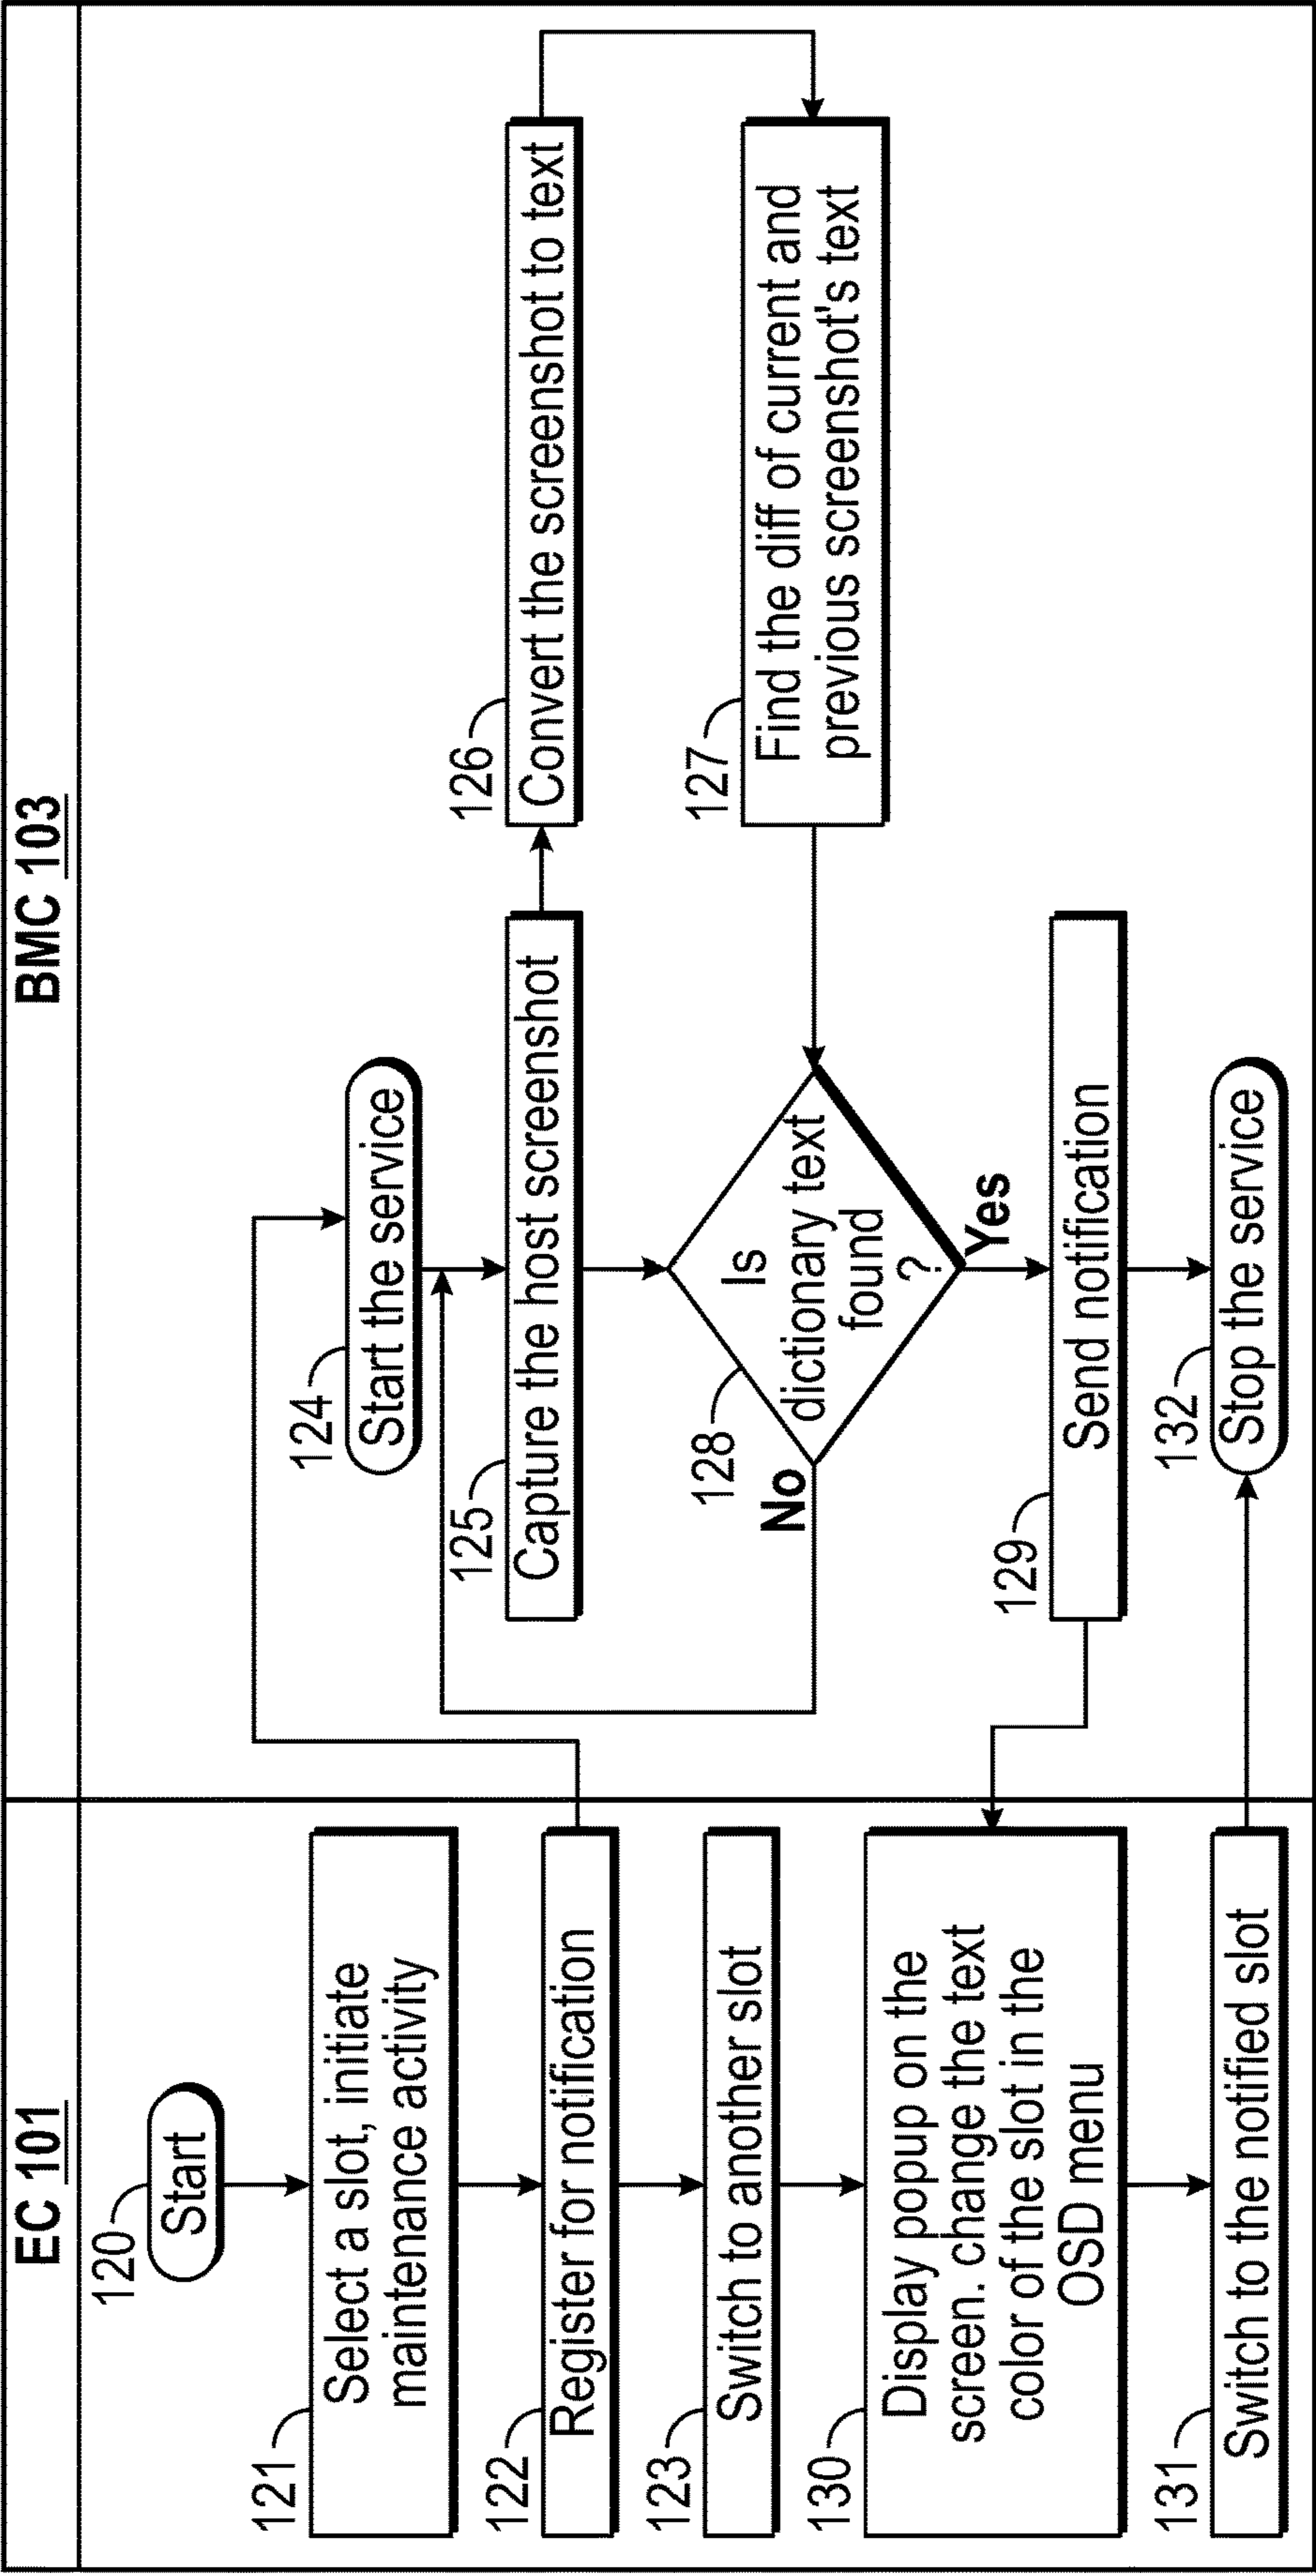 EC 101
120
Start
121
Select a slot, initiate
maintenance activity
122
Register for notification
123
Switch to another slot
130
Display popup on the
screen. change the text
color of the slot in the
OSD menu
131
Switch to the notified slot
BMC 103
124
Start the service
125
Capture the host screenshot
126
Convert the screenshot to text
127
Find the diff of current and
previous screenshot's text
128
Is
dictionary text
found
?
No
Yes
129
Send notification
132
Stop the service